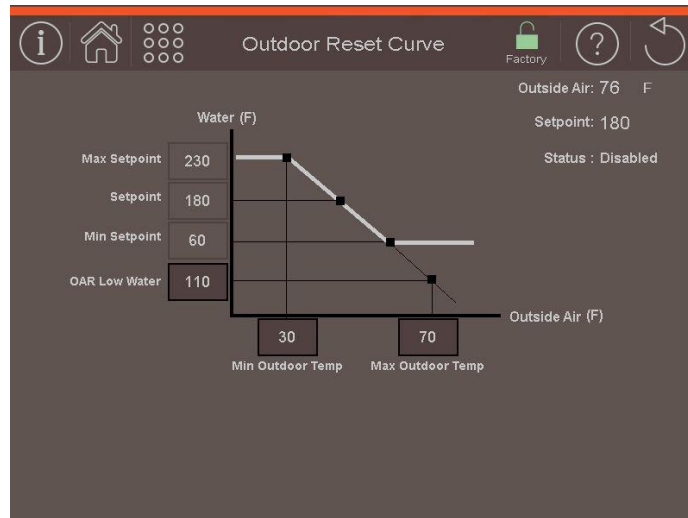 i
Outdoor Reset Curve
Factory
?
Outside Air: 76 F
Setpoint: 180
Status : Disabled
Water (F)
Max Setpoint 230
Setpoint 180
Min Setpoint 60
OAR Low Water 110
Outside Air (F)
30 70
Min Outdoor Temp Max Outdoor Temp